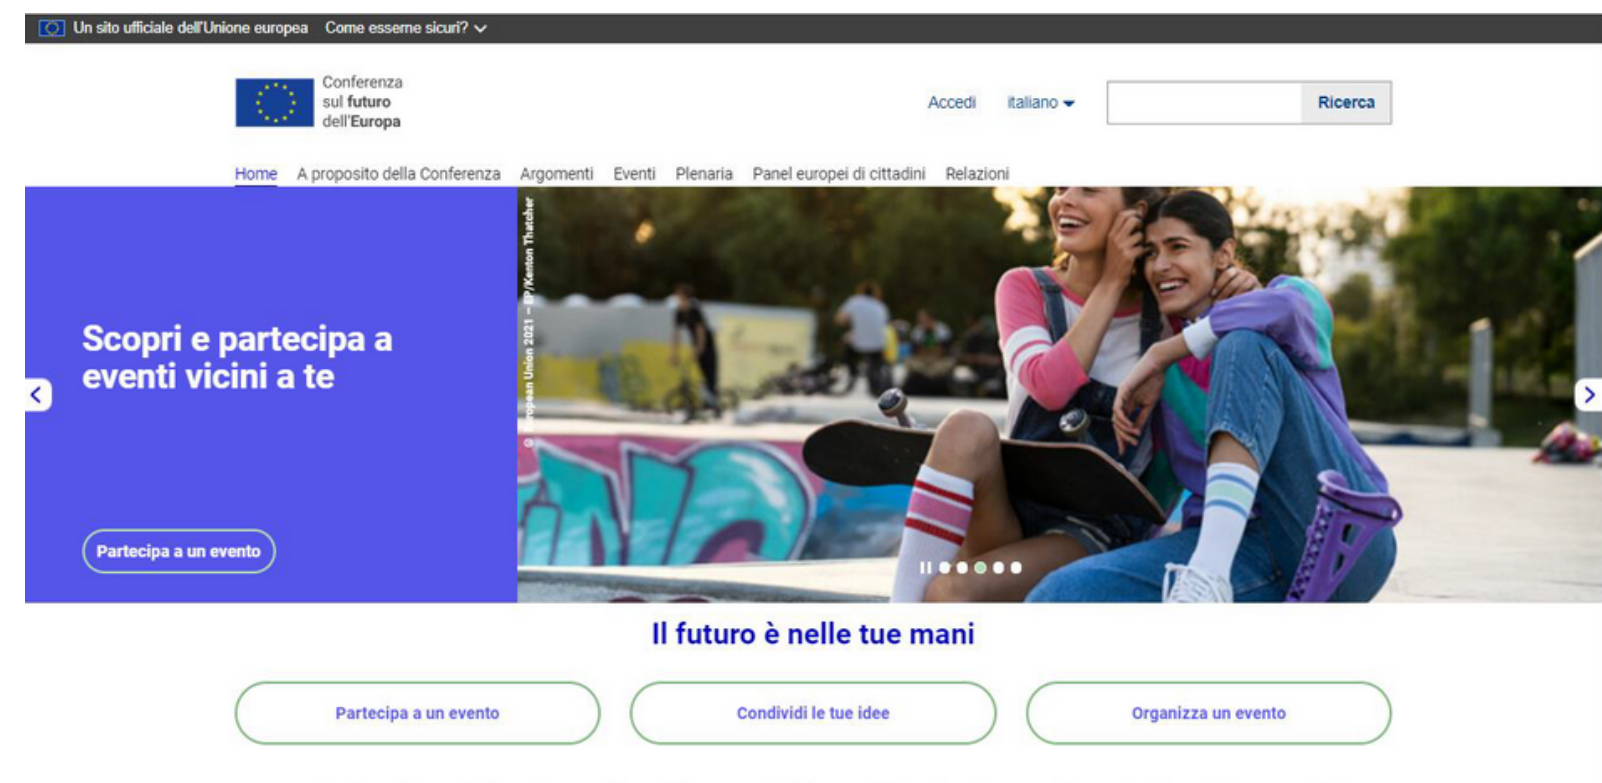 Un sito ufficiale dell'Unione europea Come esserne sicuri?
Conferenza
sul futuro
dell'Europa
Accedi italiano
Ricerca
Home A proposito della Conferenza Argomenti Eventi Plenaria Panel europei di cittadini Relazioni
© European Union 2021 – EP/Kenton Thatcher
Scopri e partecipa a
eventi vicini a te
Partecipa a un evento
Il futuro è nelle tue mani
Partecipa a un evento
Condividi le tue idee
Organizza un evento